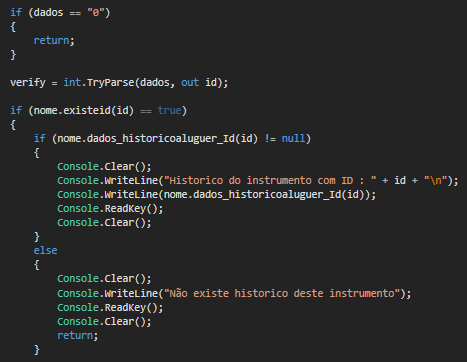 if (dados == "0")
{
    return;
}

verify = int.TryParse(dados, out id);

if (nome.existeid(id) == true)
{
    if (nome.dados_historicoaluguer_Id(id) != null)
    {
        Console.Clear();
        Console.WriteLine("Historico do instrumento com ID : " + id + "\n");
        Console.WriteLine(nome.dados_historicoaluguer_Id(id));
        Console.ReadKey();
        Console.Clear();
    }
    else
    {
        Console.Clear();
        Console.WriteLine("Não existe historico deste instrumento");
        Console.ReadKey();
        Console.Clear();
        return;
    }